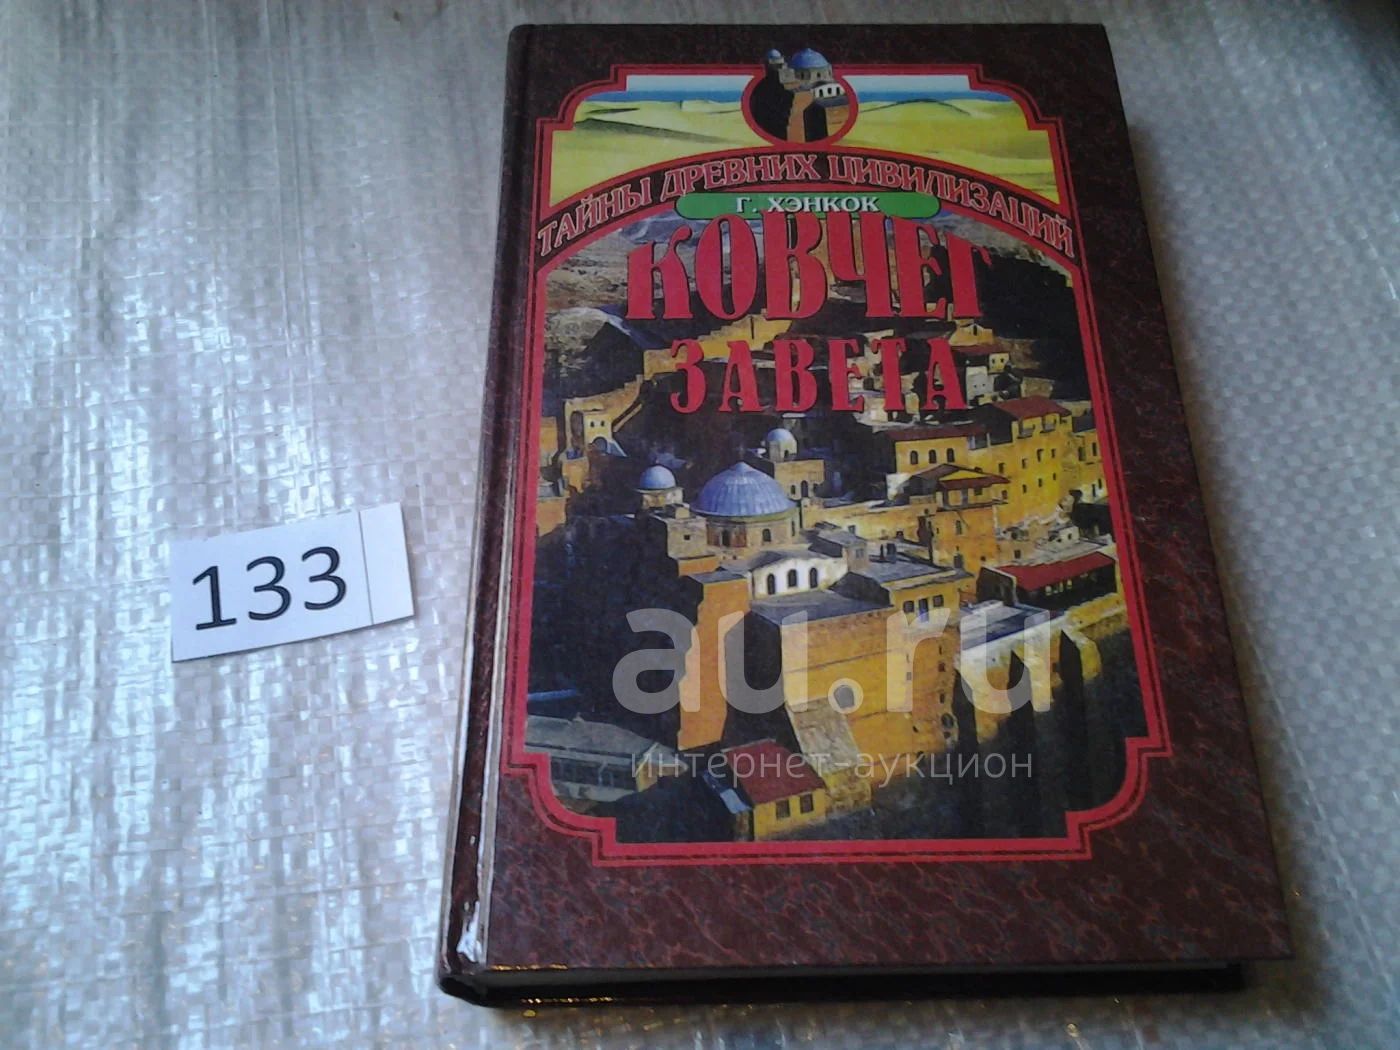 ТАЙНЫ ДРЕВНИХ ЦИВИЛИЗАЦИЙ
Г. ХЭНКОК
КОВЧЕГ
ЗАВЕТА
133
au.ru
интернет-аукцион